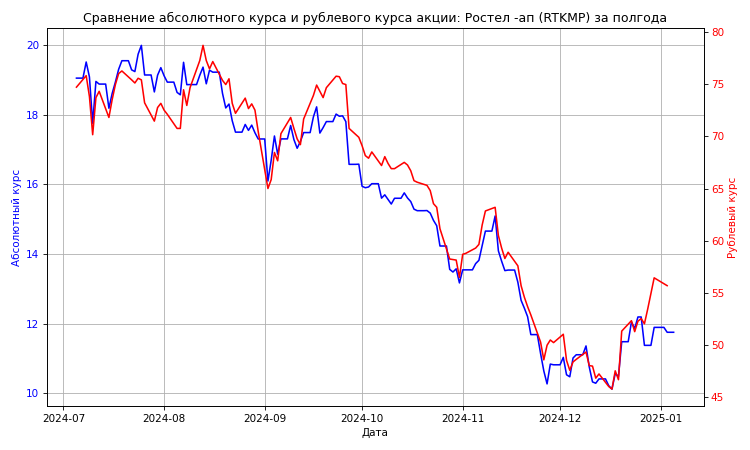 Сравнение абсолютного курса и рублевого курса акции: Ростел -ап (RTKMP) за полгода
20
18
16
14
12
10
Абсолютный курс
80
75
70
65
60
55
50
45
Рублевый курс
2024-07 2024-08 2024-09 2024-10 2024-11 2024-12 2025-01
Дата